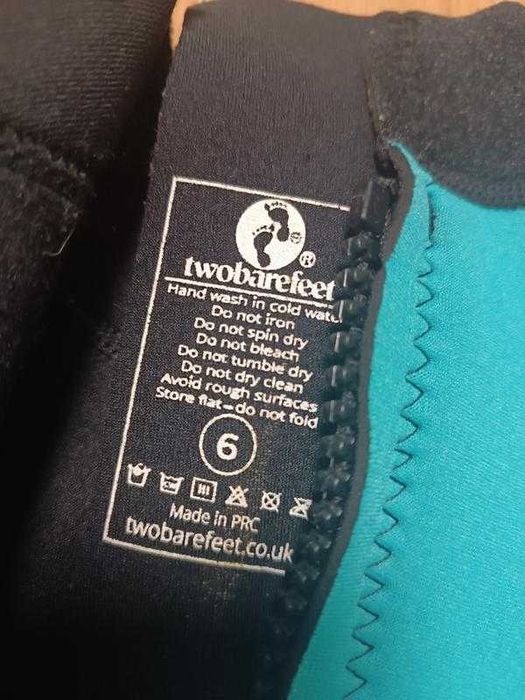 ®
twobarefeet
Hand wash in cold wate
Do not iron
Do not spin dry
Do not bleach
Do not tumble dry
Do not dry clean
Avoid rough surfaces
Store flat - do not fold
6
Made in PRC
twobarefeet.co.uk